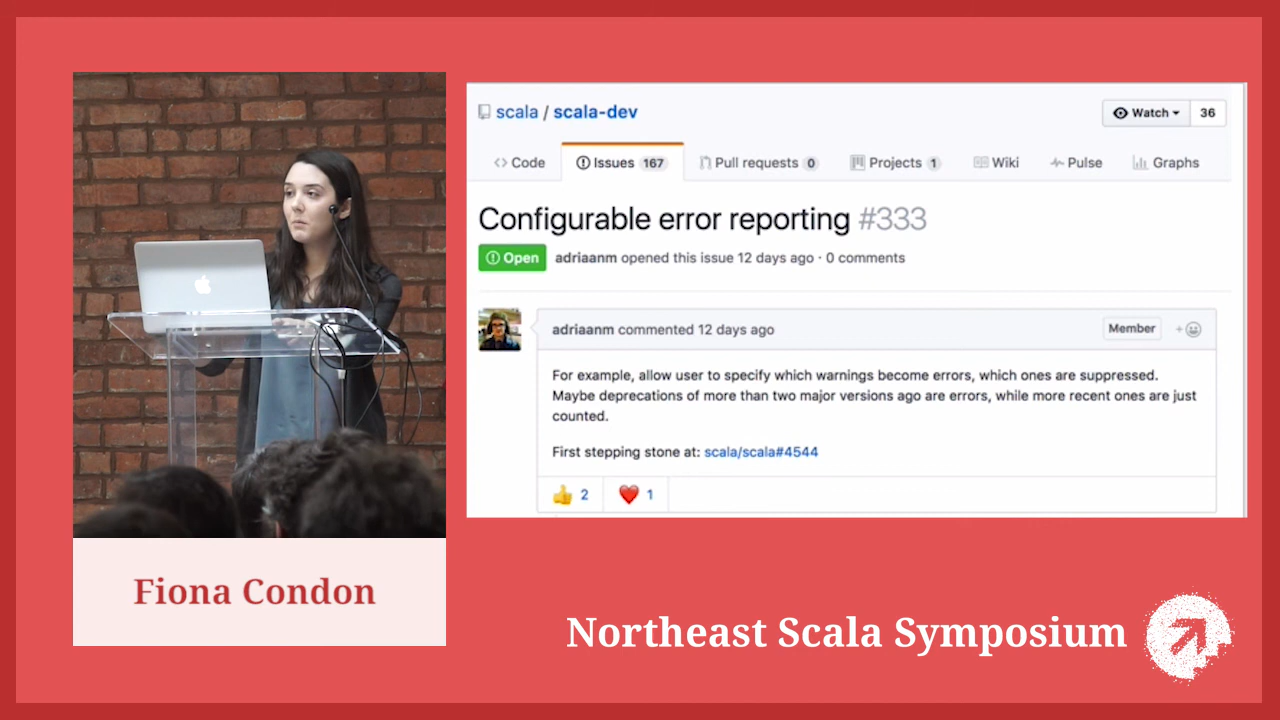 scala / scala-dev
Watch 36
Code Issues 167 Pull requests 0 Projects 1 Wiki Pulse Graphs
Configurable error reporting #333
Open adriaanm opened this issue 12 days ago · 0 comments
adriaanm commented 12 days ago Member
For example, allow user to specify which warnings become errors, which ones are suppressed.
Maybe deprecations of more than two major versions ago are errors, while more recent ones are just
counted.
First stepping stone at: scala/scala#4544
👍 2 ❤️ 1
Fiona Condon
Northeast Scala Symposium